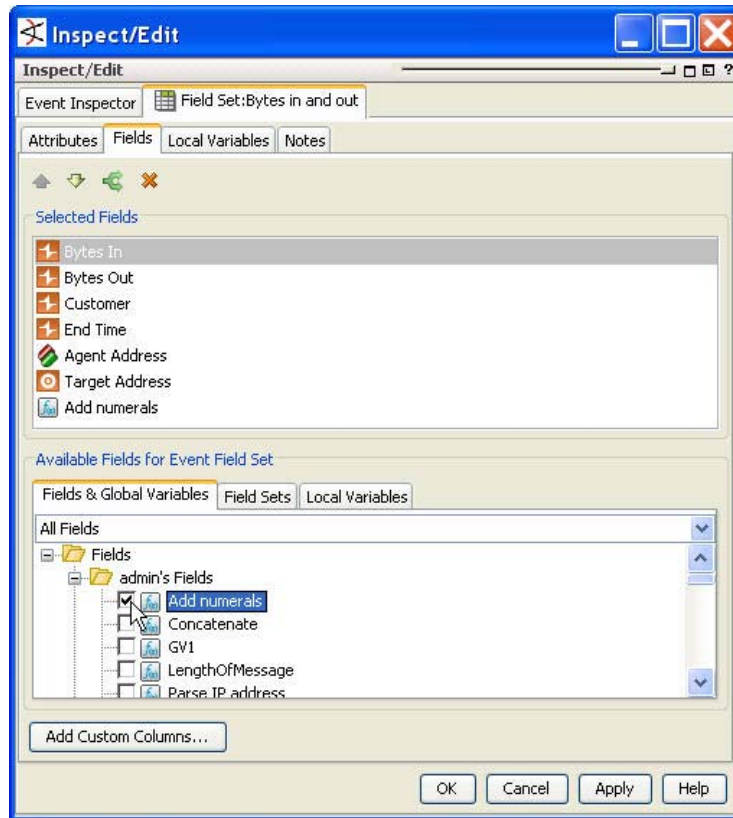 Inspect/Edit
Inspect/Edit ?
Event Inspector Field Set:Bytes in and out
Attributes Fields Local Variables Notes
Selected Fields
Bytes In
Bytes Out
Customer
End Time
Agent Address
Target Address
Add numerals
Available Fields for Event Field Set
Fields & Global Variables Field Sets Local Variables
All Fields
Fields
admin's Fields
Add numerals
Concatenate
GV1
LengthOfMessage
Parse IP address
Add Custom Columns...
OK Cancel Apply Help